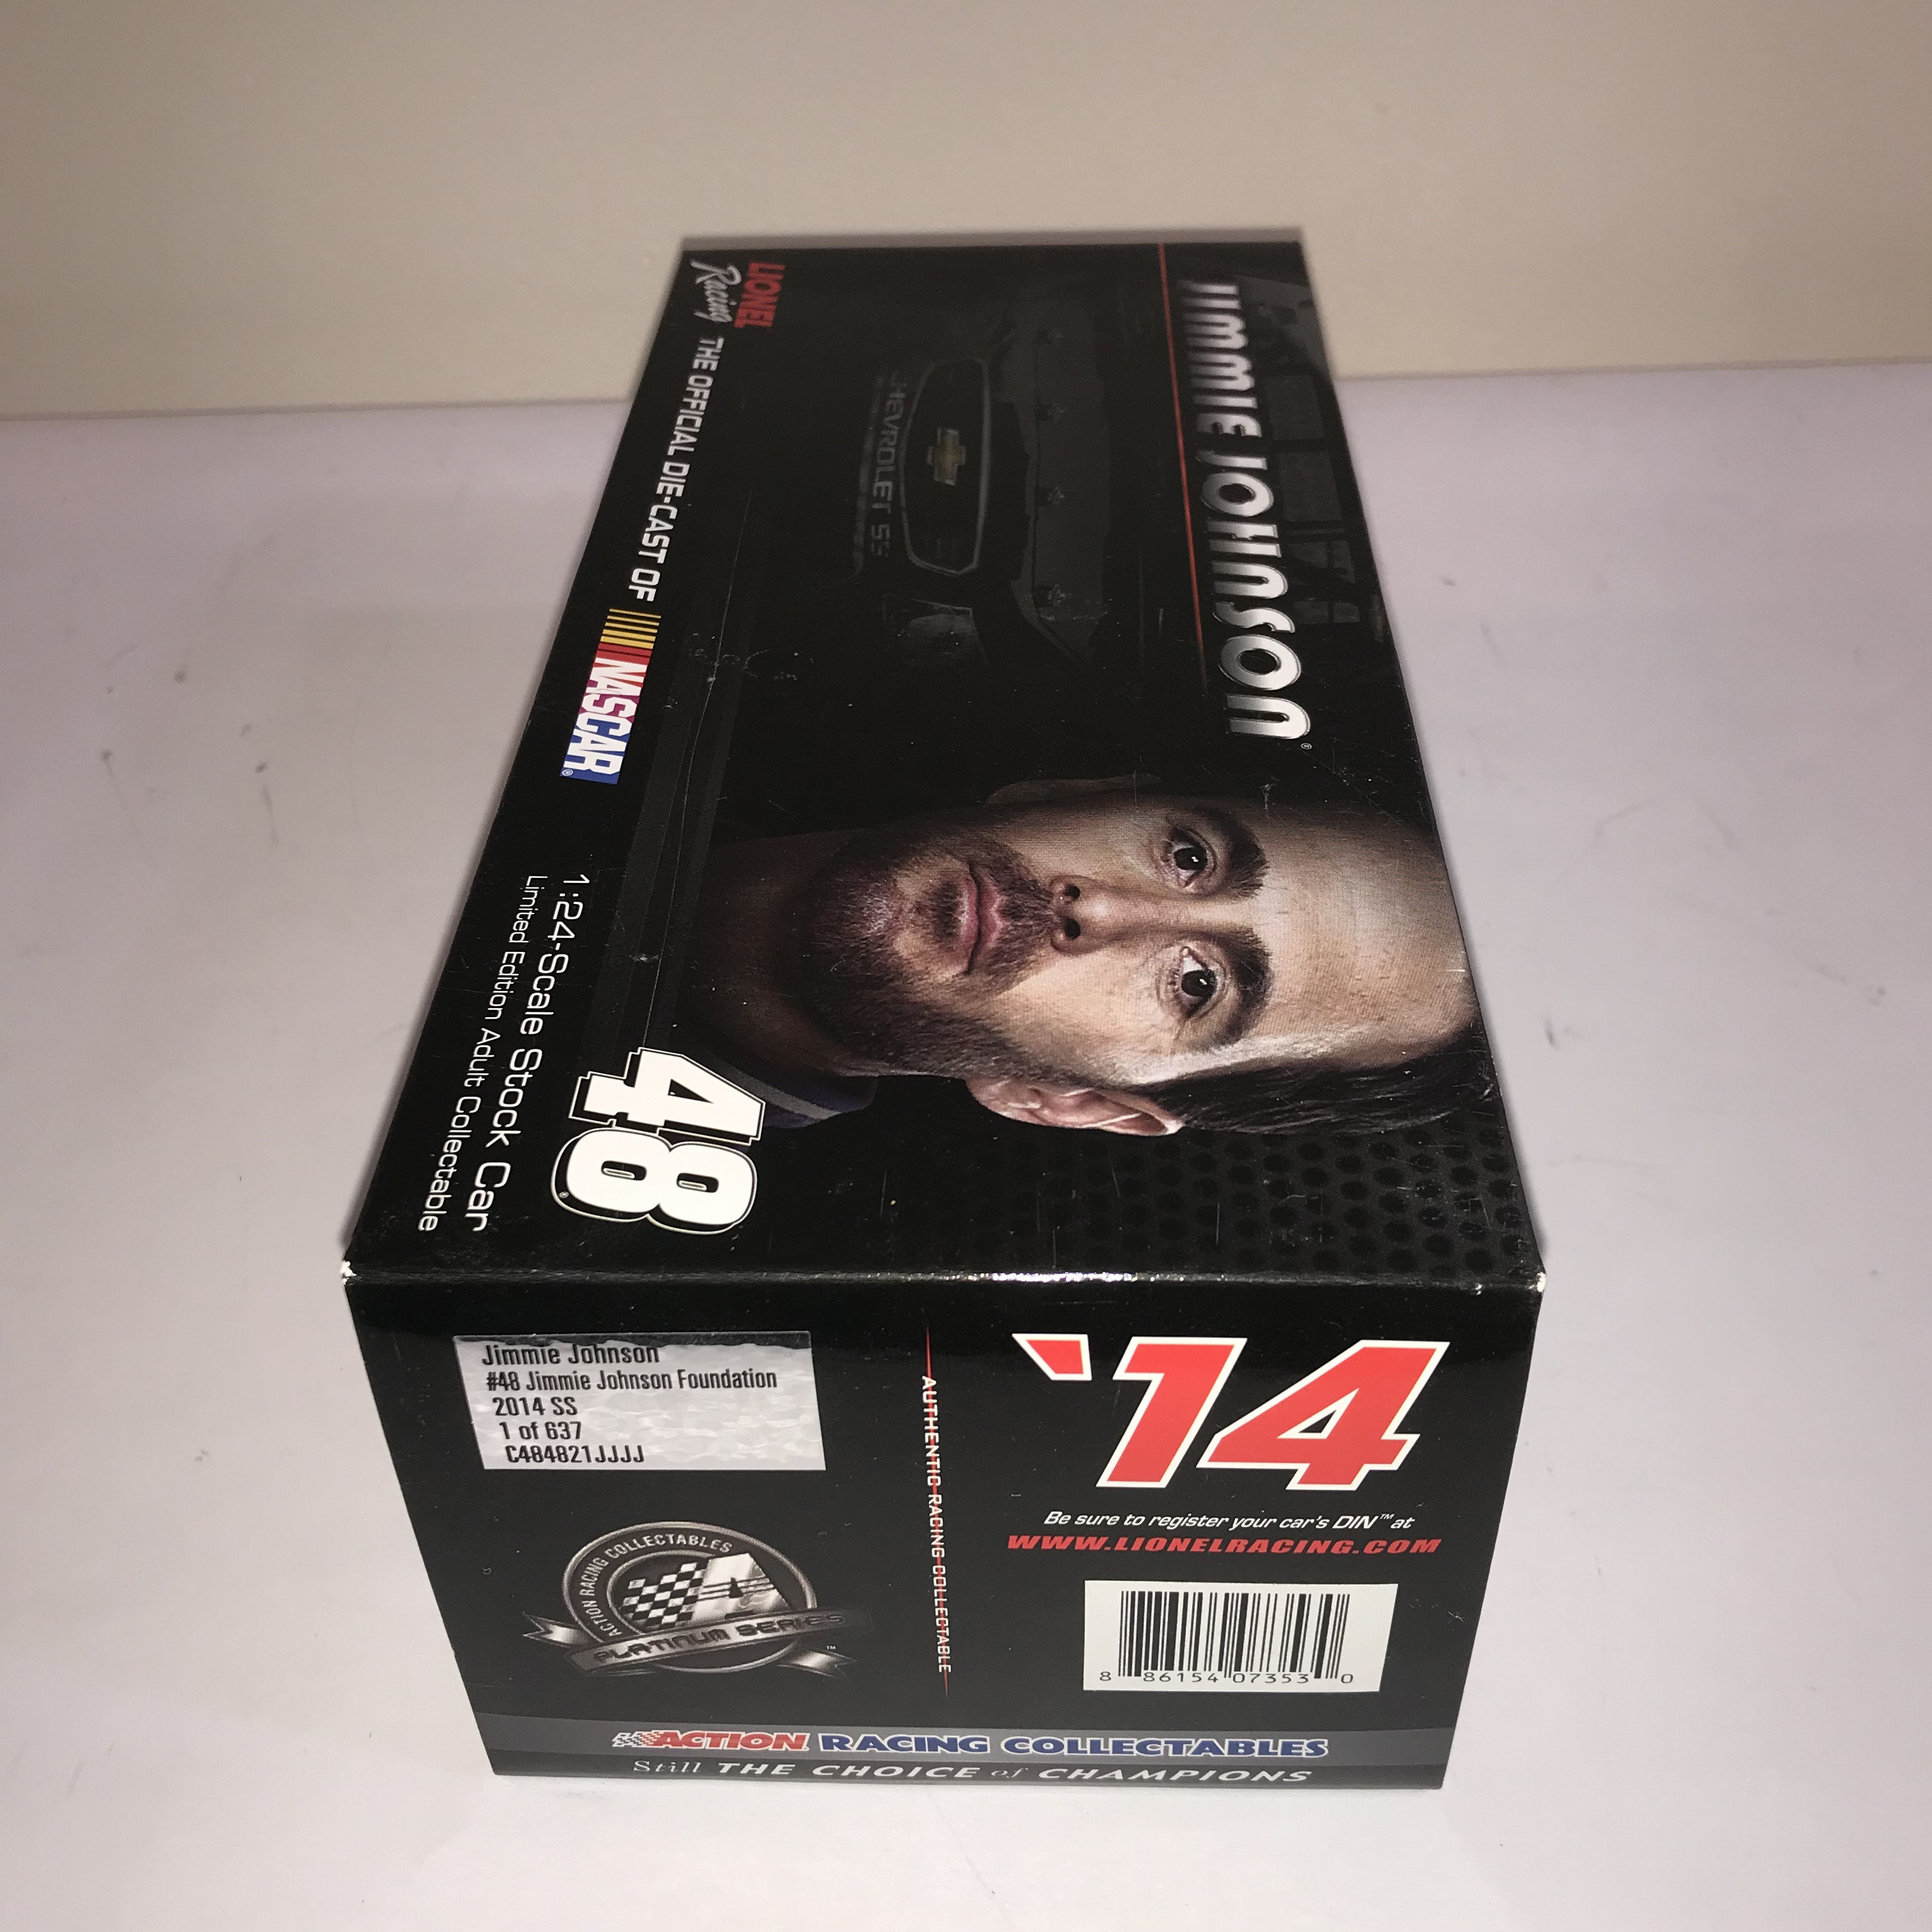 JIMMIE JOHNSON®
CHEVROLET SS
LIONEL
Racing
THE OFFICIAL DIE-CAST OF
NASCAR®
48®
1:24-Scale Stock Car
Limited Edition Adult Collectable
Jimmie Johnson
#48 Jimmie Johnson Foundation
2014 SS
1 of 637
C484821JJJJ
ACTION RACING COLLECTABLES
PLATINUM SERIES™
AUTHENTIC RACING COLLECTABLE
'14
Be sure to register your car's DIN™ at
WWW.LIONELRACING.COM
8 86154 07353 0
ACTION RACING COLLECTABLES
Still THE CHOICE of CHAMPIONS